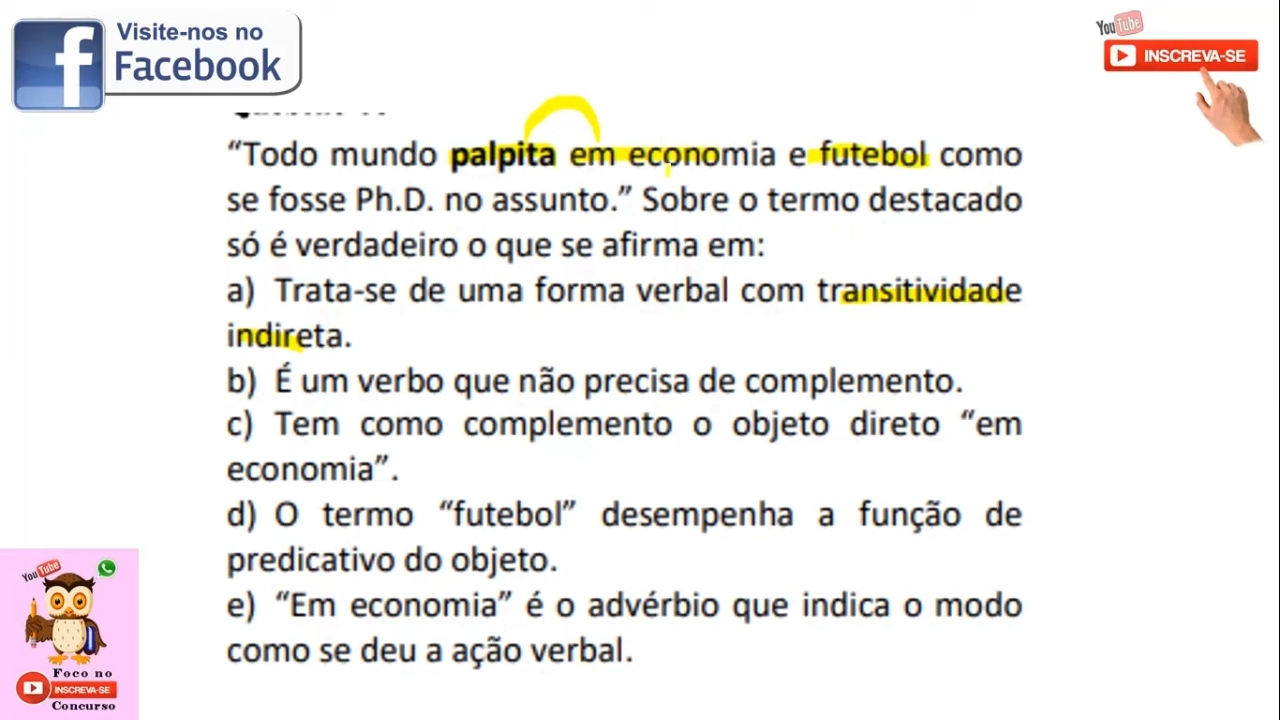 Visite-nos no
Facebook
YouTube
INSCREVA-SE
“Todo mundo palpita em economia e futebol como
se fosse Ph.D. no assunto.” Sobre o termo destacado
só é verdadeiro o que se afirma em:
a) Trata-se de uma forma verbal com transitividade
indireta.
b) É um verbo que não precisa de complemento.
c) Tem como complemento o objeto direto “em
economia”.
d) O termo “futebol” desempenha a função de
predicativo do objeto.
e) “Em economia” é o advérbio que indica o modo
como se deu a ação verbal.
YouTube
Foco no
INSCREVA-SE
Concurso